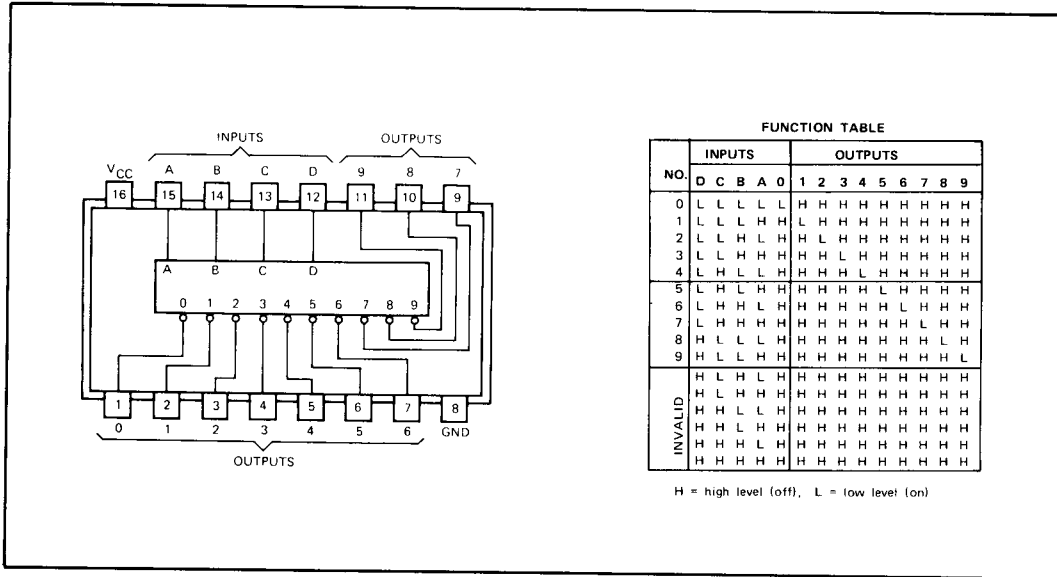 INPUTS
OUTPUTS
VCC A B C D 9 8 7
16 15 14 13 12 11 10 9
A B C D
0 1 2 3 4 5 6 7 8 9
1 2 3 4 5 6 7 8
0 1 2 3 4 5 6 GND
OUTPUTS
FUNCTION TABLE
NO. INPUTS OUTPUTS
D C B A 0 1 2 3 4 5 6 7 8 9
0 L L L L L H H H H H H H H H
1 L L L H H L H H H H H H H H
2 L L H L H H L H H H H H H H
3 L L H H H H H L H H H H H H
4 L H L L H H H H L H H H H H
5 L H L H H H H H H L H H H H
6 L H H L H H H H H H L H H H
7 L H H H H H H H H H H L H H
8 H L L L H H H H H H H H L H
9 H L L H H H H H H H H H H L
INVALID
H L H L H H H H H H H H H H
H L H H H H H H H H H H H H
H H L L H H H H H H H H H H
H H L H H H H H H H H H H H
H H H L H H H H H H H H H H
H H H H H H H H H H H H H H
H = high level (off), L = low level (on)